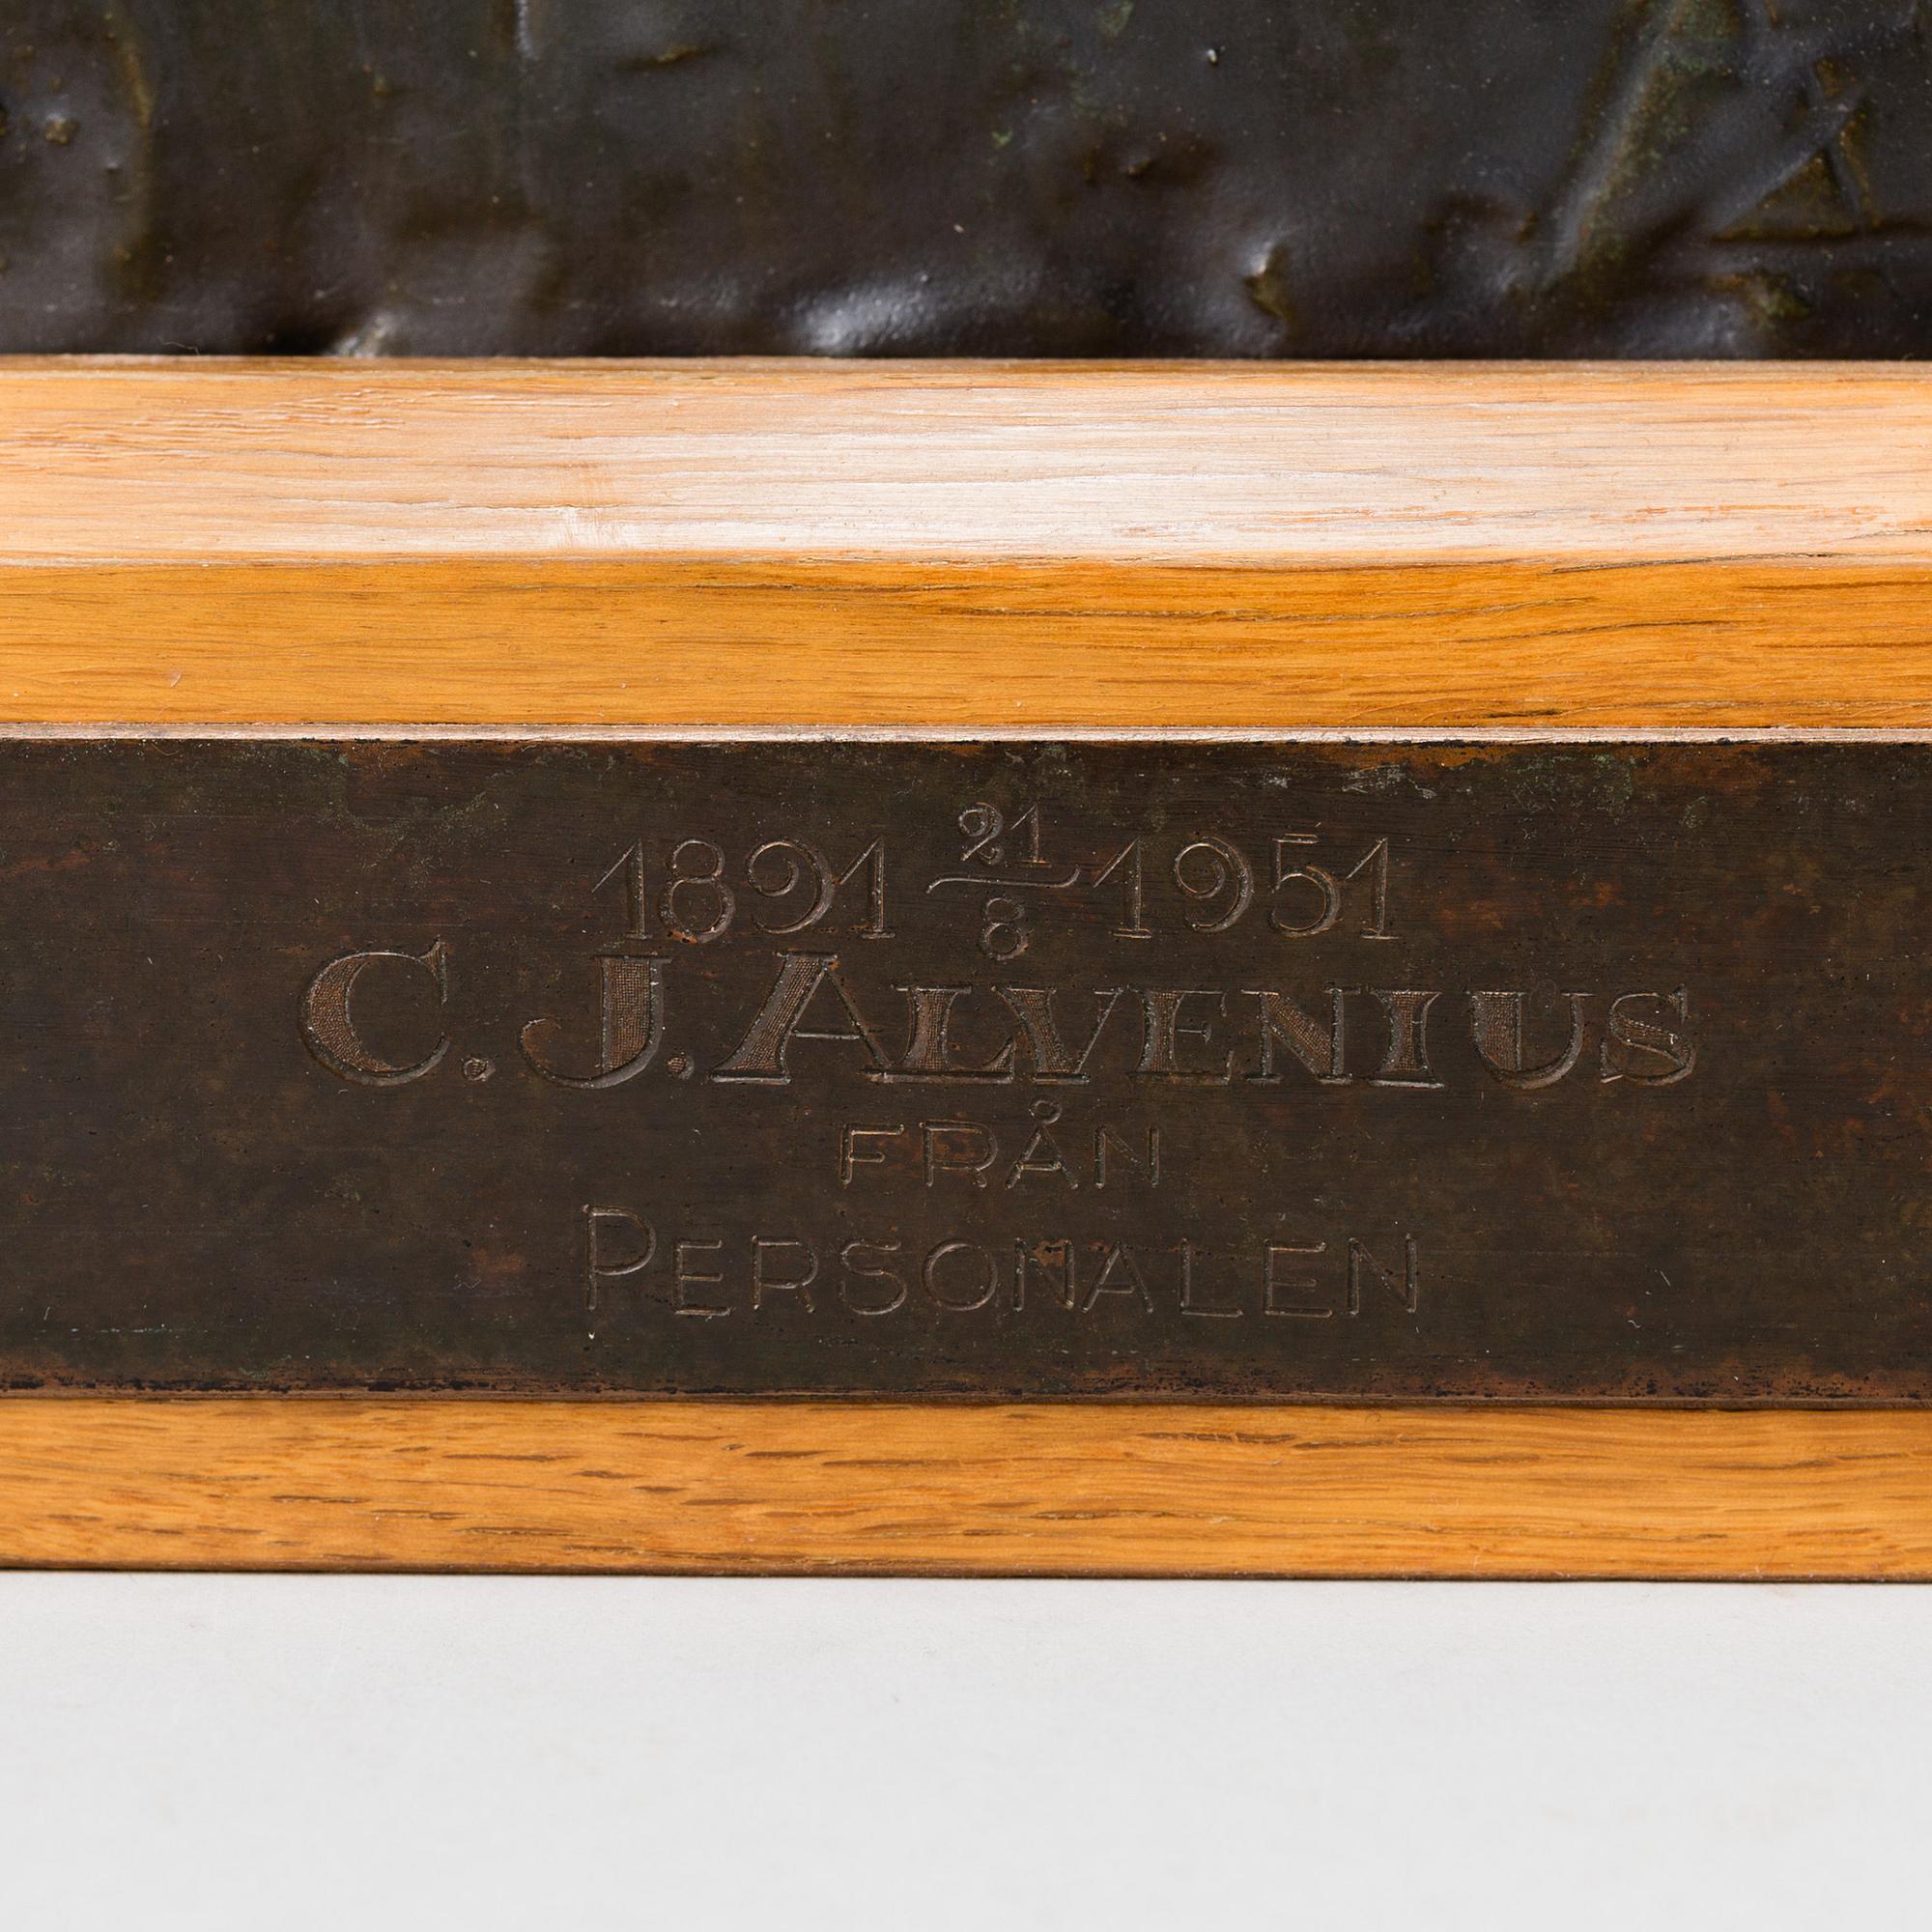 1891 21/8 1951
C. J. ALVENIUS
FRÅN
PERSONALEN